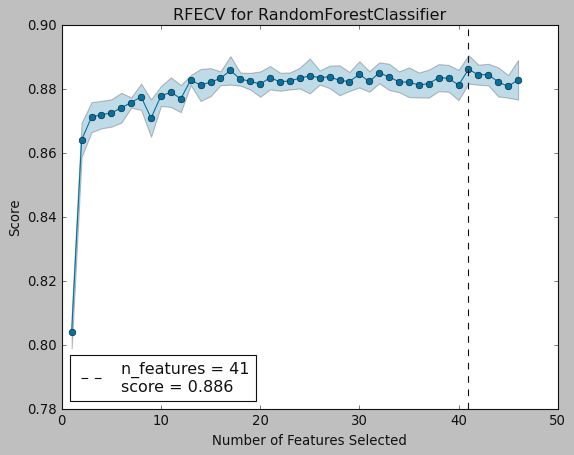 RFECV for RandomForestClassifier
0.90
0.88
0.86
0.84
0.82
0.80
0.78
Score
n_features = 41
score = 0.886
0 10 20 30 40 50
Number of Features Selected